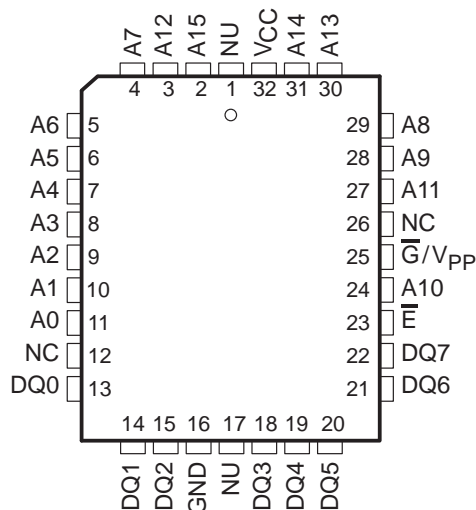 A7 A12 A15 NU VCC A14 A13
4 3 2 1 32 31 30
A6 5 29 A8
A5 6 28 A9
A4 7 27 A11
A3 8 26 NC
A2 9 25 G̅/VPP
A1 10 24 A10
A0 11 23 E̅
NC 12 22 DQ7
DQ0 13 21 DQ6
14 15 16 17 18 19 20
DQ1 DQ2 GND NU DQ3 DQ4 DQ5